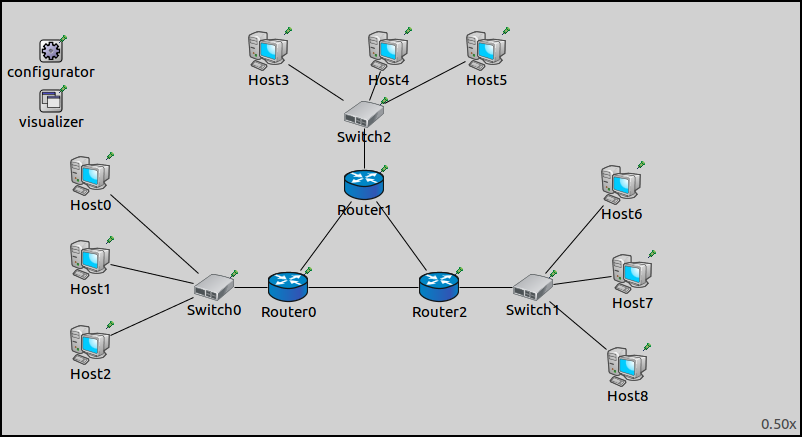 Host3
Host4
Host5
configurator
visualizer
Switch2
Host0
Router1
Host6
Host1
Switch0
Router0
Router2
Switch1
Host7
Host2
Host8
0.50x